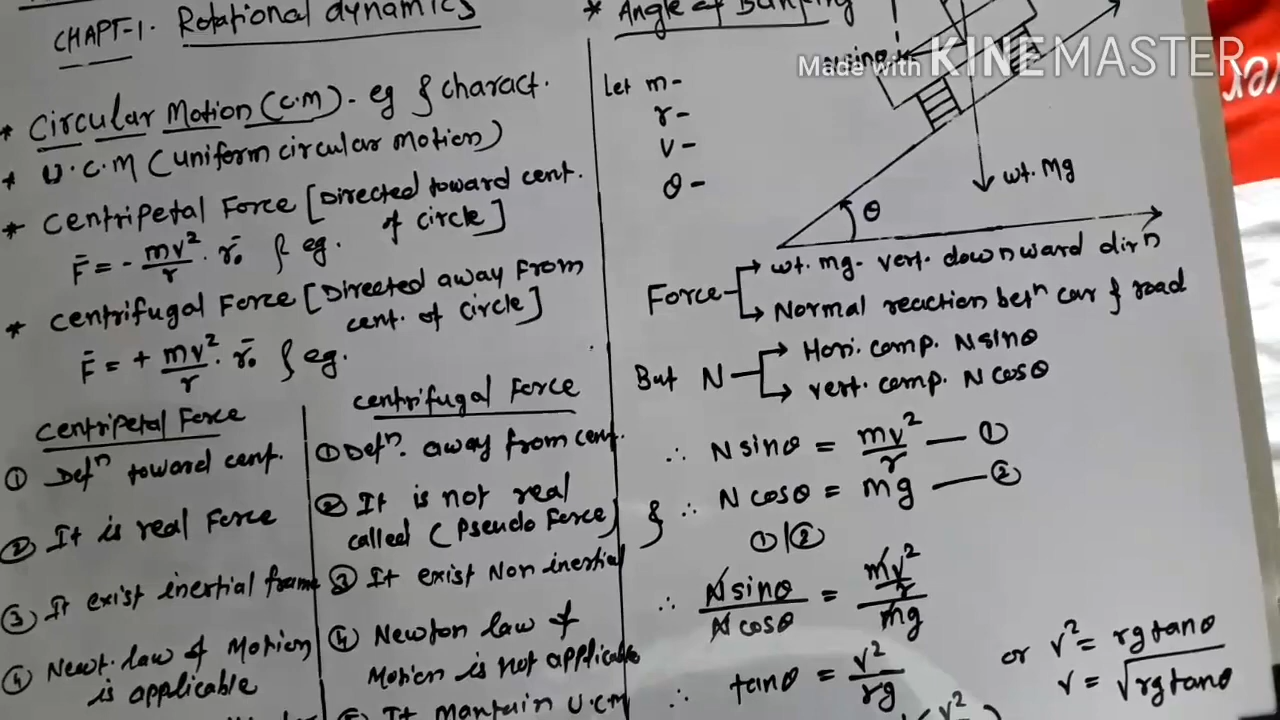 CHAPT-1. Rotational dynamics
* Circular Motion (C.M) - eg & charact.
* U.C.M (uniform circular motion)
* Centripetal Force [Directed toward cent. of circle]
F̄ = - mv²/r . r̄₀ & eg.
* Centrifugal Force [Directed away from cent. of circle]
F̄ = + mv²/r . r̄₀ & eg.
Centripetal Force
① Defⁿ toward cent.
② It is real Force
③ It exist inertial frame
④ Newt. law of Motion is applicable
Centrifugal Force
① Defⁿ. away from cent.
② It is not real called (Pseudo Force)
③ It exist Non inertial
④ Newton law of Motion is not applicable
⑤ It mantain U.C.M
* Angle of Banking
Let m-
r-
v-
θ-
wt. Mg
θ
Force
wt. mg- vert. downward dirⁿ
Normal reaction betⁿ car & road
But N
Hori. comp. Nsinθ
vert. comp. N cosθ
∴ N sinθ = mv²/r — ①
& ∴ N cosθ = mg — ②
①/②
∴ N sinθ / N cosθ = mv²/r / mg
∴ tanθ = v²/rg
or v² = rg tanθ
v = √rg tanθ
Made with KINEMASTER